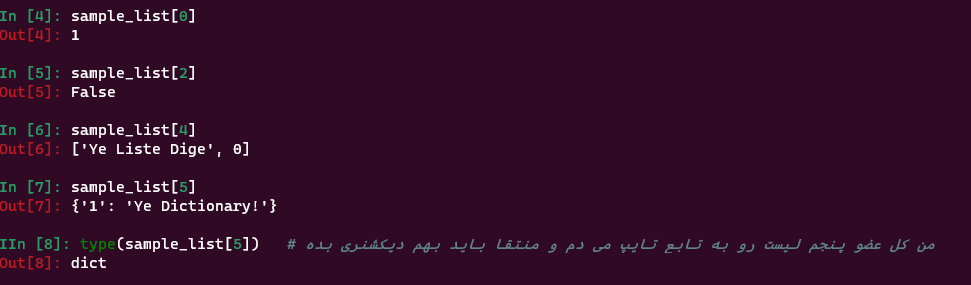 In [4]: sample_list[0]
Out[4]: 1
In [5]: sample_list[2]
Out[5]: False
In [6]: sample_list[4]
Out[6]: ['Ye Liste Dige', 0]
In [7]: sample_list[5]
Out[7]: {'1': 'Ye Dictionary!'}
IIn [8]: type(sample_list[5])   # من کل عضو پنجم لیست رو به تابع تایپ می دم و منتقا باید بهم دیکشنری بده
Out[8]: dict